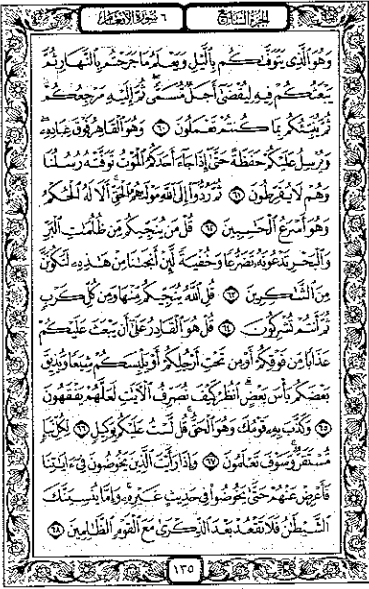 الجزء السابع
٦ سورة الأنعام
وَهُوَ الَّذِي يَتَوَفَّىٰكُم بِاللَّيْلِ وَيَعْلَمُ مَا جَرَحْتُم بِالنَّهَارِ ثُمَّ
يَبْعَثُكُمْ فِيهِ لِيُقْضَىٰ أَجَلٌ مُّسَمًّى ثُمَّ إِلَيْهِ مَرْجِعُكُمْ
ثُمَّ يُنَبِّئُكُم بِمَا كُنتُمْ تَعْمَلُونَ ٦٠ وَهُوَ الْقَاهِرُ فَوْقَ عِبَادِهِ
وَيُرْسِلُ عَلَيْكُمْ حَفَظَةً حَتَّىٰ إِذَا جَاءَ أَحَدَكُمُ الْمَوْتُ تَوَفَّتْهُ رُسُلُنَا
وَهُمْ لَا يُفَرِّطُونَ ٦١ ثُمَّ رُدُّوا إِلَى اللَّهِ مَوْلَىٰهُمُ الْحَقِّ أَلَا لَهُ الْحُكْمُ
وَهُوَ أَسْرَعُ الْحَاسِبِينَ ٦٢ قُلْ مَن يُنَجِّيكُم مِّن ظُلُمَاتِ الْبَرِّ
وَالْبَحْرِ تَدْعُونَهُ تَضَرُّعًا وَخُفْيَةً لَّئِنْ أَنجَىٰنَا مِنْ هَٰذِهِ لَنَكُونَنَّ
مِنَ الشَّاكِرِينَ ٦٣ قُلِ اللَّهُ يُنَجِّيكُم مِّنْهَا وَمِن كُلِّ كَرْبٍ
ثُمَّ أَنتُمْ تُشْرِكُونَ ٦٤ قُلْ هُوَ الْقَادِرُ عَلَىٰ أَن يَبْعَثَ عَلَيْكُمْ
عَذَابًا مِّن فَوْقِكُمْ أَوْ مِن تَحْتِ أَرْجُلِكُمْ أَوْ يَلْبِسَكُمْ شِيَعًا وَيُذِيقَ
بَعْضَكُم بَأْسَ بَعْضٍ انظُرْ كَيْفَ نُصَرِّفُ الْآيَاتِ لَعَلَّهُمْ يَفْقَهُونَ
٦٥ وَكَذَّبَ بِهِ قَوْمُكَ وَهُوَ الْحَقُّ قُل لَّسْتُ عَلَيْكُم بِوَكِيلٍ ٦٦ لِّكُلِّ نَبَإٍ
مُّسْتَقَرٌّ وَسَوْفَ تَعْلَمُونَ ٦٧ وَإِذَا رَأَيْتَ الَّذِينَ يَخُوضُونَ فِي ءَايَاتِنَا
فَأَعْرِضْ عَنْهُمْ حَتَّىٰ يَخُوضُوا فِي حَدِيثٍ غَيْرِهِ وَإِمَّا يُنسِيَنَّكَ
الشَّيْطَانُ فَلَا تَقْعُدْ بَعْدَ الذِّكْرَىٰ مَعَ الْقَوْمِ الظَّالِمِينَ ٦٨
١٣٥